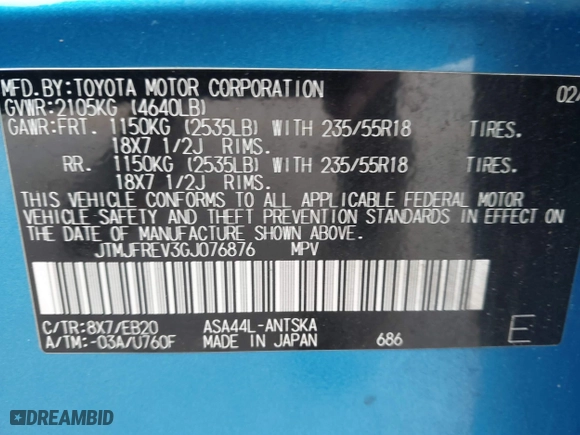 MFD.BY:TOYOTA MOTOR CORPORATION 02/
GVWR:2105KG (4640LB)
GAWR:FRT. 1150KG (2535LB) WITH 235/55R18 TIRES.
18X7 1/2J RIMS.
RR. 1150KG (2535LB) WITH 235/55R18 TIRES.
18X7 1/2J RIMS.
THIS VEHICLE CONFORMS TO ALL APPLICABLE FEDERAL MOTOR
VEHICLE SAFETY AND THEFT PREVENTION STANDARDS IN EFFECT ON
THE DATE OF MANUFACTURE SHOWN ABOVE.
JTMJFREV3GJ076876 MPV
C/TR:8X7/EB20 ASA44L-ANTSKA
A/TM:-03A/U760F MADE IN JAPAN 686 E
DREAMBID